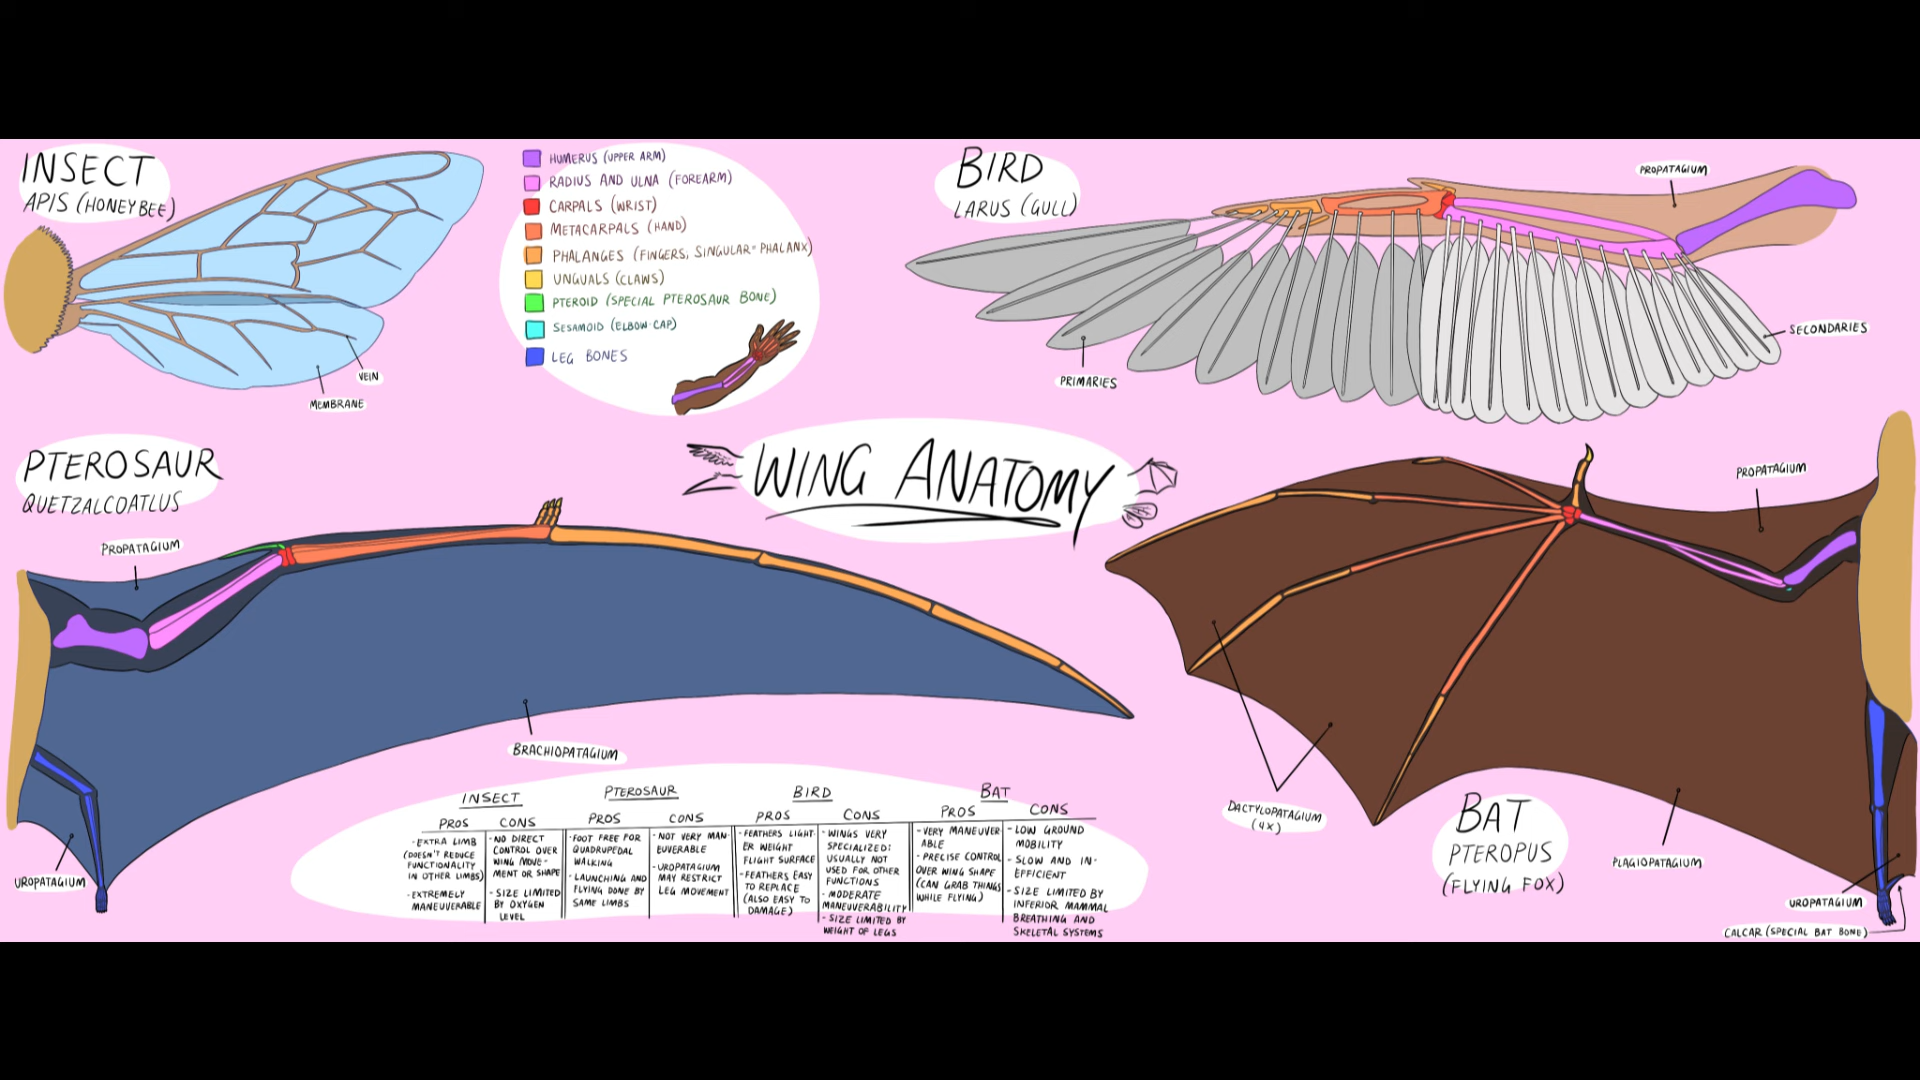 INSECT
APIS (HONEY BEE)
VEIN
MEMBRANE
HUMERUS (UPPER ARM)
RADIUS AND ULNA (FOREARM)
CARPALS (WRIST)
METACARPALS (HAND)
PHALANGES (FINGERS, SINGULAR=PHALANX)
UNGUALS (CLAWS)
PTEROID (SPECIAL PTEROSAUR BONE)
SESAMOID (ELBOW CAP)
LEG BONES
BIRD
LARUS (GULL)
PROPATAGIUM
SECONDARIES
PRIMARIES
WING ANATOMY
PTEROSAUR
QUETZALCOATLUS
PROPATAGIUM
BRACHIOPATAGIUM
UROPATAGIUM
PROPATAGIUM
DACTYLOPATAGIUM
(4X)
BAT
PTEROPUS
(FLYING FOX)
PLAGIOPATAGIUM
UROPATAGIUM
CALCAR (SPECIAL BAT BONE)
INSECT
PROS
-EXTRA LIMB
(DOESN'T REDUCE
FUNCTIONALITY
IN OTHER LIMBS)
-EXTREMELY
MANEUVERABLE
CONS
-NO DIRECT
CONTROL OVER
WING MOVE-
MENT OR SHAPE
-SIZE LIMITED
BY OXYGEN
LEVEL
PTEROSAUR
PROS
-FOOT FREE FOR
QUADRUPEDAL
WALKING
-LAUNCHING AND
FLYING DONE BY
SAME LIMBS
CONS
-NOT VERY MAN-
EUVERABLE
-UROPATAGIUM
MAY RESTRICT
LEG MOVEMENT
BIRD
PROS
-FEATHERS LIGHT-
ER WEIGHT
FLIGHT SURFACE
-FEATHERS EASY
TO REPLACE
(ALSO EASY TO
DAMAGE)
CONS
-WINGS VERY
SPECIALIZED:
USUALLY NOT
USED FOR OTHER
FUNCTIONS
-MODERATE
MANEUVERABILITY
-SIZE LIMITED BY
WEIGHT OF LEGS
BAT
PROS
-VERY MANEUVER-
ABLE
-PRECISE CONTROL
OVER WING SHAPE
(CAN GRAB THINGS
WHILE FLYING)
CONS
-LOW GROUND
MOBILITY
-SLOW AND IN-
EFFICIENT
-SIZE LIMITED BY
INFERIOR MAMMAL
BREATHING AND
SKELETAL SYSTEMS